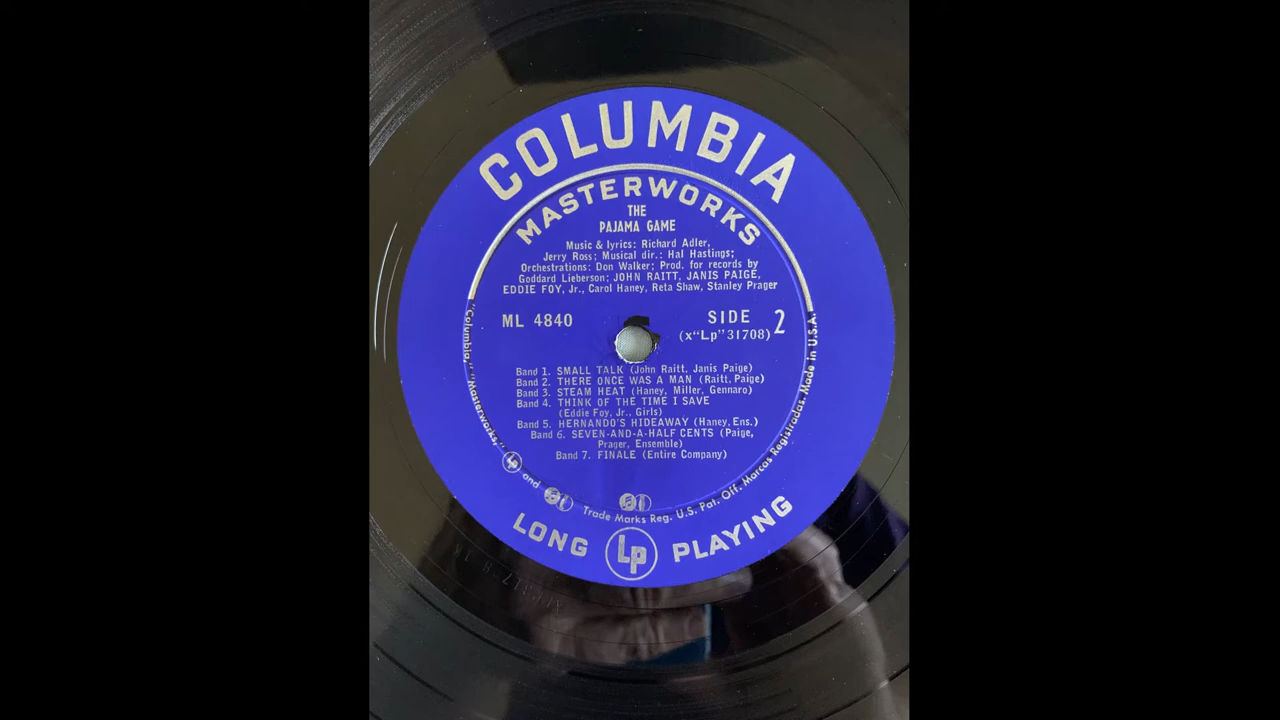 COLUMBIA
MASTERWORKS
THE
PAJAMA GAME
Music & lyrics: Richard Adler,
Jerry Ross; Musical dir.: Hal Hastings;
Orchestrations: Don Walker; Prod. for records by
Goddard Lieberson; JOHN RAITT, JANIS PAIGE,
EDDIE FOY, Jr., Carol Haney, Reta Shaw, Stanley Prager
ML 4840
SIDE 2
(x"Lp"31708)
Band 1. SMALL TALK (John Raitt, Janis Paige)
Band 2. THERE ONCE WAS A MAN (Raitt, Paige)
Band 3. STEAM HEAT (Haney, Miller, Gennaro)
Band 4. THINK OF THE TIME I SAVE
(Eddie Foy, Jr., Girls)
Band 5. HERNANDO'S HIDEAWAY (Haney, Ens.)
Band 6. SEVEN-AND-A-HALF CENTS (Paige,
Prager, Ensemble)
Band 7. FINALE (Entire Company)
"Columbia," "Masterworks," Lp and Trade Marks Reg. U.S. Pat. Off. Marcas Registradas. Made in U.S.A.
LONG Lp PLAYING